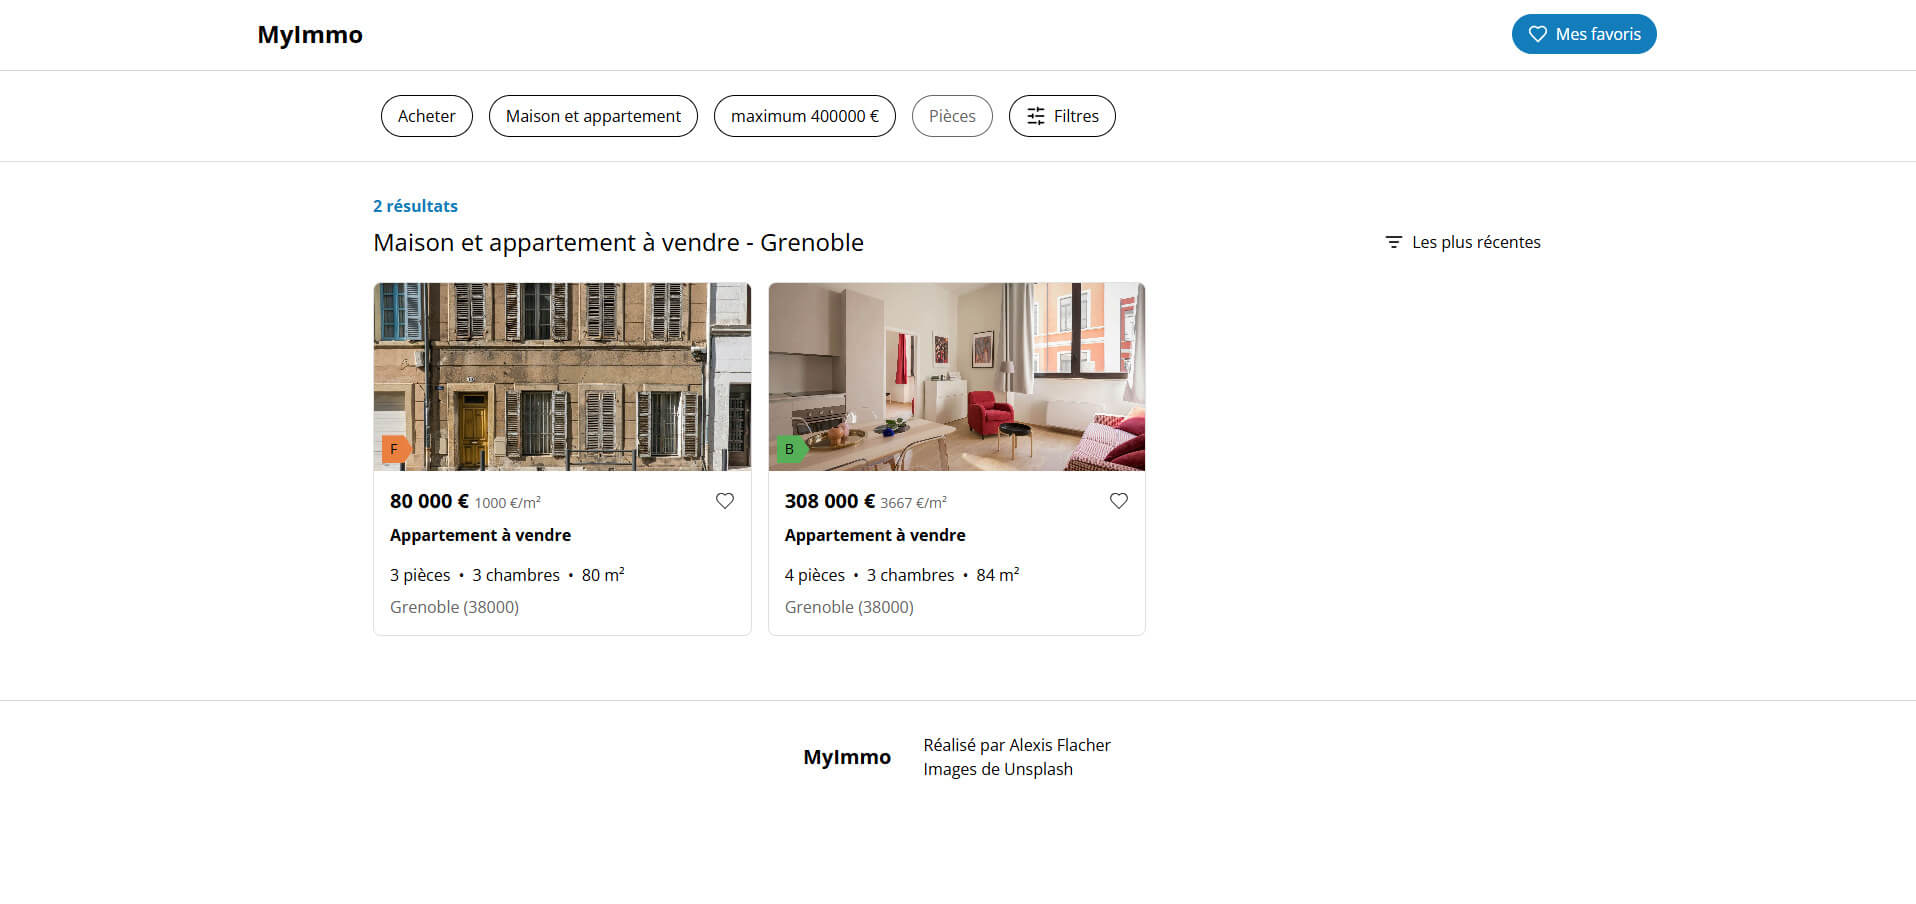 MyImmo
Mes favoris
Acheter
Maison et appartement
maximum 400000 €
Pièces
Filtres
2 résultats
Maison et appartement à vendre - Grenoble
Les plus récentes
F
B
80 000 € 1000 €/m²
Appartement à vendre
3 pièces • 3 chambres • 80 m²
Grenoble (38000)
308 000 € 3667 €/m²
Appartement à vendre
4 pièces • 3 chambres • 84 m²
Grenoble (38000)
MyImmo
Réalisé par Alexis Flacher
Images de Unsplash